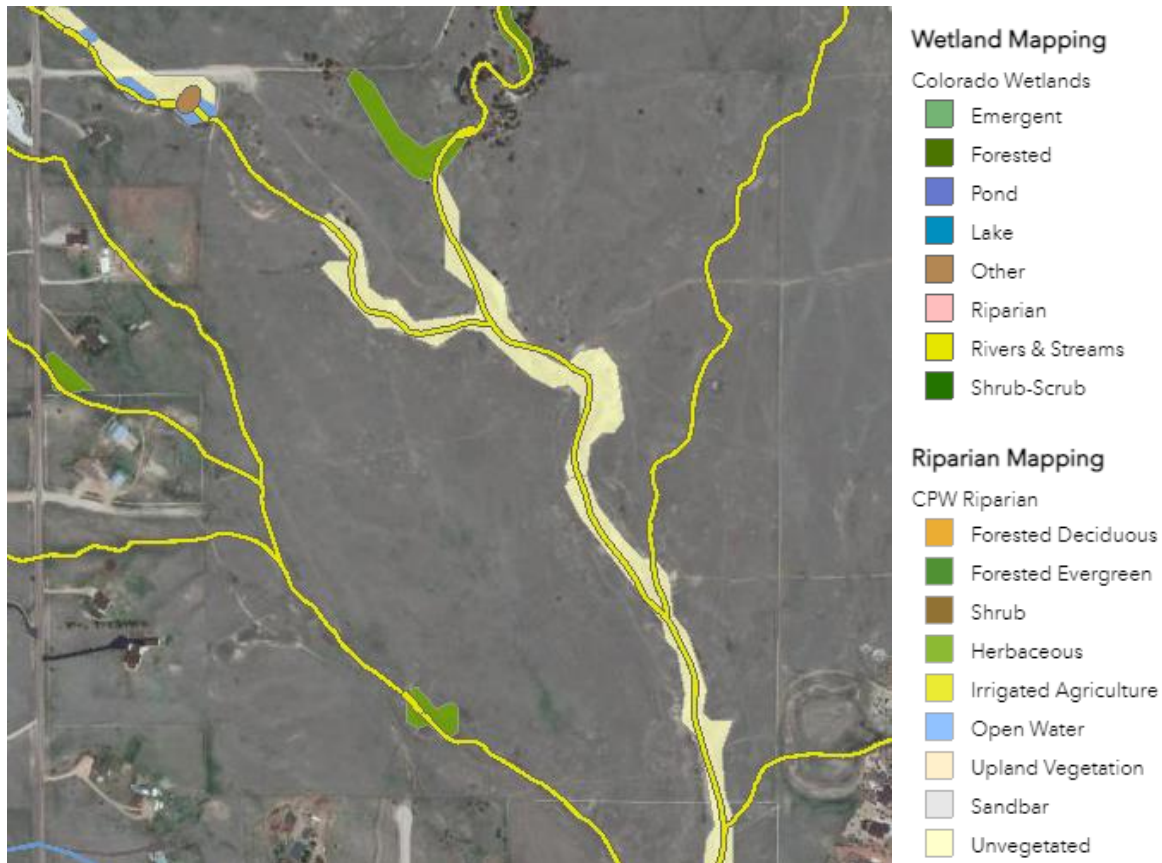 Wetland Mapping
Colorado Wetlands
Emergent
Forested
Pond
Lake
Other
Riparian
Rivers & Streams
Shrub-Scrub
Riparian Mapping
CPW Riparian
Forested Deciduous
Forested Evergreen
Shrub
Herbaceous
Irrigated Agriculture
Open Water
Upland Vegetation
Sandbar
Unvegetated